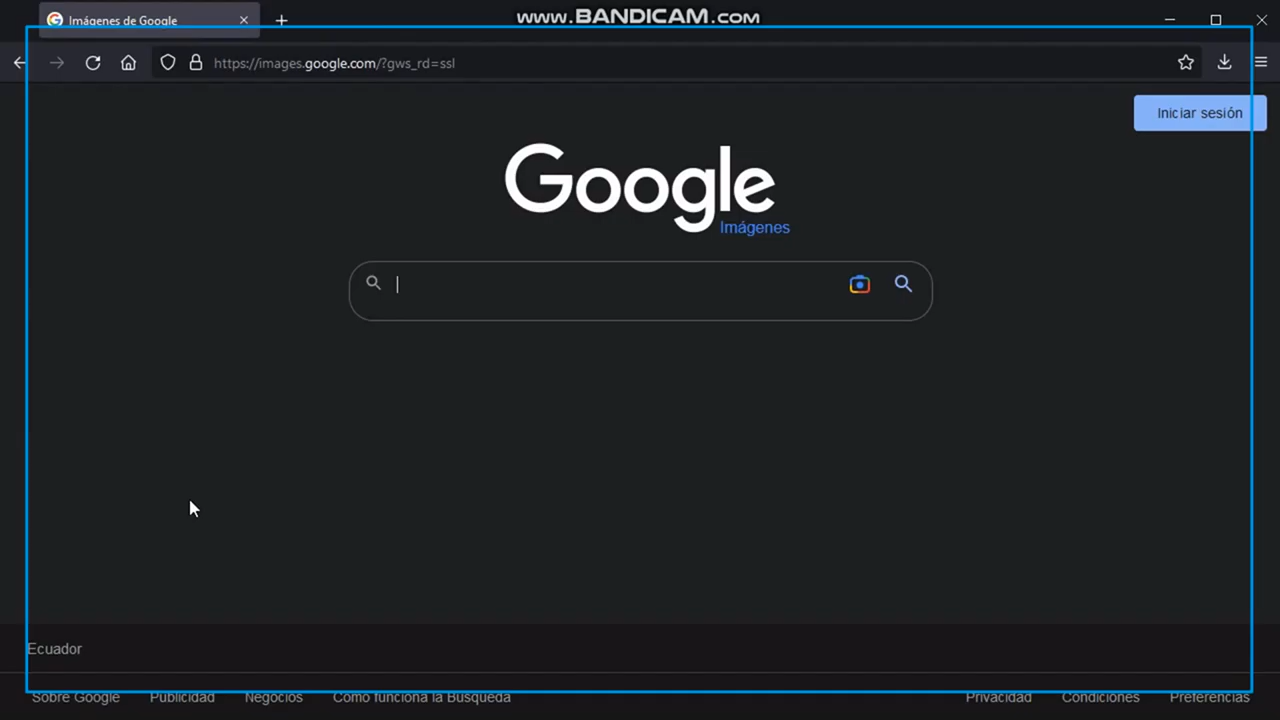 Imágenes de Google
www.BANDICAM.com
https://images.google.com/?gws_rd=ssl
Iniciar sesión
Google
Imágenes
Ecuador
Sobre Google Publicidad Negocios Cómo funciona la Búsqueda Privacidad Condiciones Preferencias